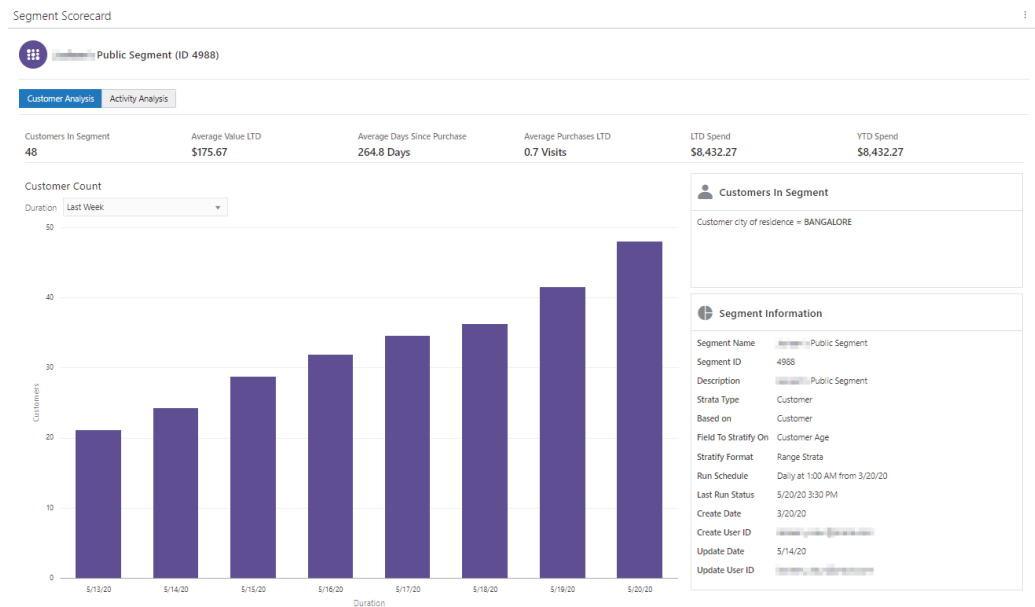 Segment Scorecard
Public Segment (ID 4988)
Customer Analysis Activity Analysis
Customers In Segment Average Value LTD Average Days Since Purchase Average Purchases LTD LTD Spend YTD Spend
48 $175.67 264.8 Days 0.7 Visits $8,432.27 $8,432.27
Customer Count
Duration Last Week
50
40
30
20
10
0
Customers
5/13/20 5/14/20 5/15/20 5/16/20 5/17/20 5/18/20 5/19/20 5/20/20
Duration
Customers In Segment
Customer city of residence = BANGALORE
Segment Information
Segment Name Public Segment
Segment ID 4988
Description Public Segment
Strata Type Customer
Based on Customer
Field To Stratify On Customer Age
Stratify Format Range Strata
Run Schedule Daily at 1:00 AM from 3/20/20
Last Run Status 5/20/20 3:30 PM
Create Date 3/20/20
Create User ID
Update Date 5/14/20
Update User ID